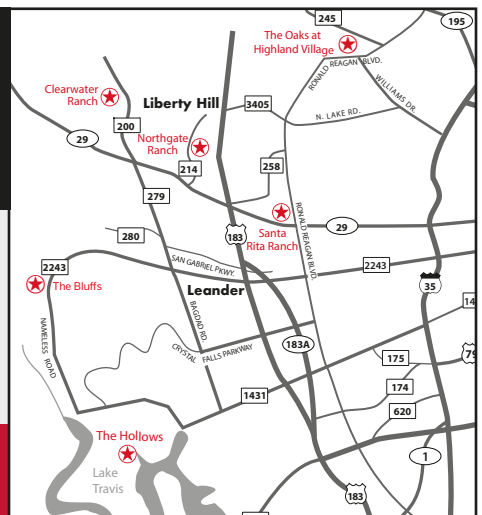 245
195
The Oaks at
Highland Village
RONALD REAGAN BLVD.
WILLIAMS DR.
Clearwater
Ranch
Liberty Hill
3405
N. LAKE RD.
200
29
Northgate
Ranch
214
258
279
Santa
Rita Ranch
RONALD REAGAN BLVD.
29
280
183
SAN GABRIEL PKWY.
2243
2243
The Bluffs
Leander
35
14
NAMELESS ROAD
BAGDAD RD.
CRYSTAL FALLS PARKWAY
183A
175
79
174
1431
620
The Hollows
1
Lake
Travis
183